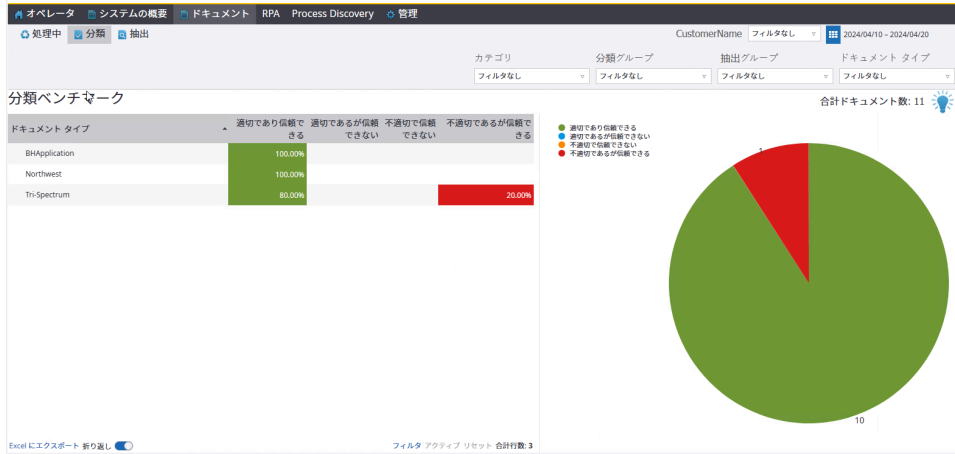 オペレータ システムの概要 ドキュメント RPA Process Discovery 管理
処理中 分類 抽出 CustomerName フィルタなし 2024/04/10 – 2024/04/20
カテゴリ 分類グループ 抽出グループ ドキュメント タイプ
フィルタなし フィルタなし フィルタなし フィルタなし
分類ベンチマーク 合計ドキュメント数: 11
ドキュメント タイプ 適切であり信頼で きる 適切であるが信頼 できない 不適切で信頼 できない 不適切であるが信頼で きる
BHApplication 100.00%
Northwest 100.00%
Tri-Spectrum 80.00% 20.00%
適切であり信頼できる
適切であるが信頼できない
不適切で信頼できない
不適切であるが信頼できる
1
10
Excel にエクスポート 折り返し フィルタ アクティブ リセット 合計行数: 3